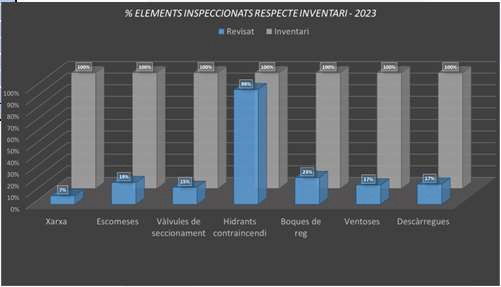 % ELEMENTS INSPECCIONATS RESPECTE INVENTARI - 2023
Revisat Inventari
100% 100% 100% 100% 100% 100% 100%
100%
90%
80%
70%
60%
50%
40%
30%
20%
10%
0%
7% 15% 23% 17% 17%
Xarxa Escomeses Vàlvules de seccionament Hidrants contraincendi Boques de reg Ventoses Descàrregues